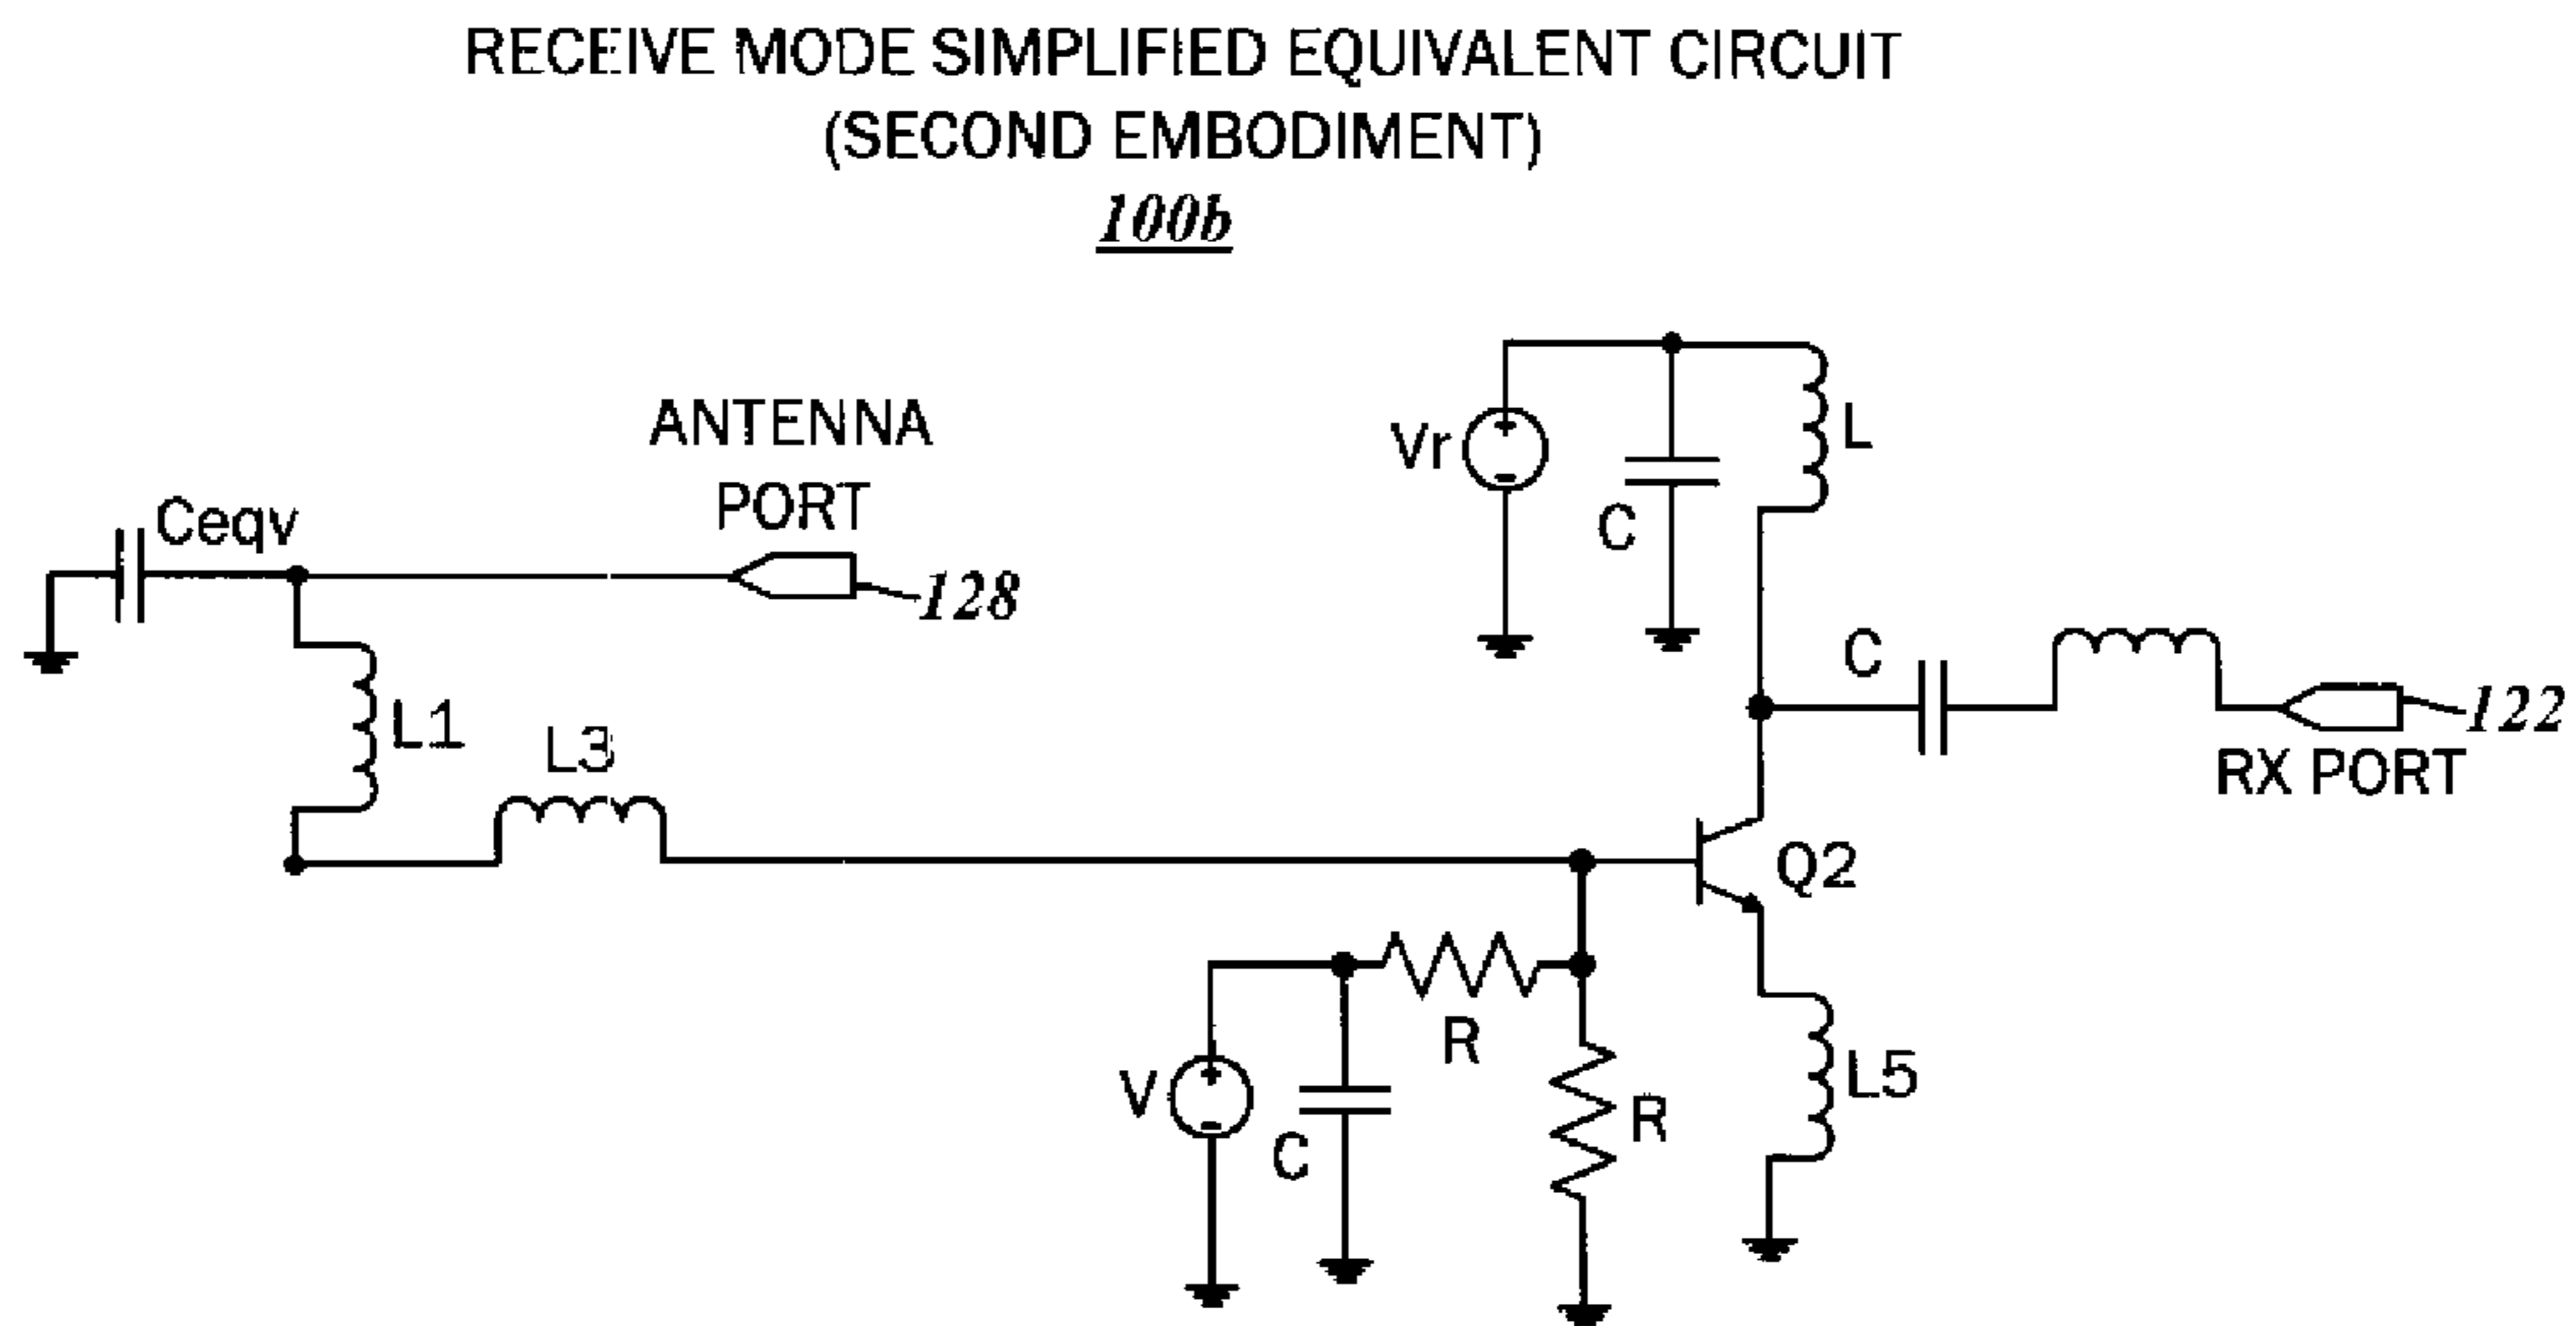 RECEIVE MODE SIMPLIFIED EQUIVALENT CIRCUIT
(SECOND EMBODIMENT)
100b
ANTENNA
PORT
128
Ceqv
L1
L3
Vr
+
-
C
L
C
122
RX PORT
Q2
R
V
+
-
C
R
L5